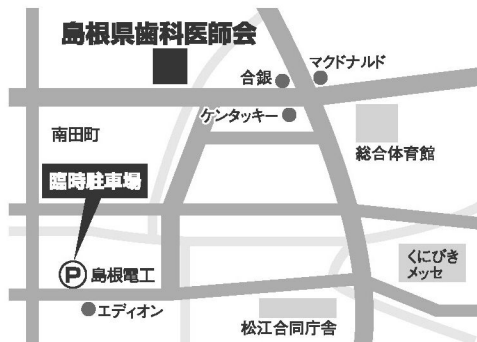 島根県歯科医師会
マクドナルド
合銀
ケンタッキー
南田町
総合体育館
臨時駐車場
くにびき
メッセ
P 島根電工
エディオン
松江合同庁舎